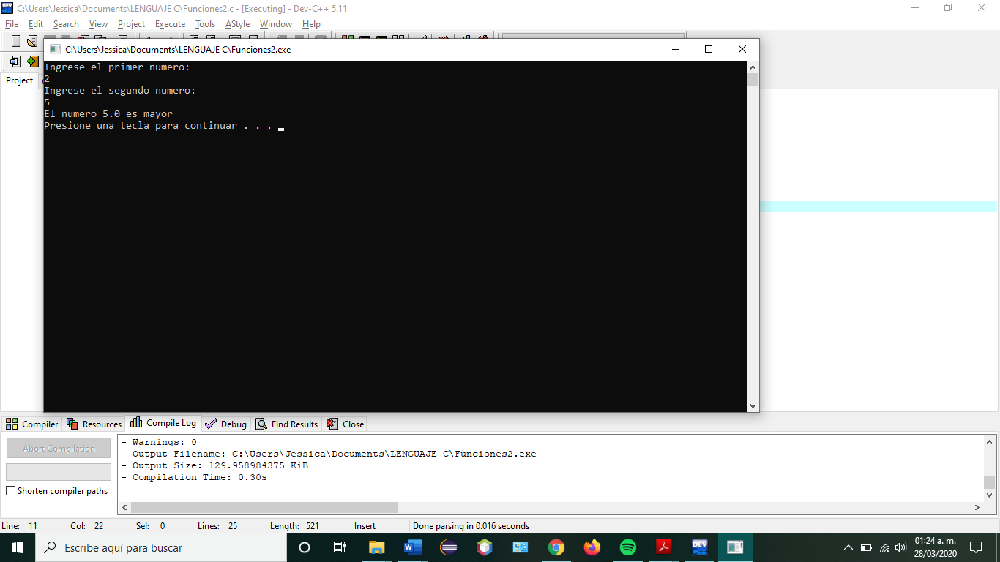 C:\Users\Jessica\Documents\LENGUAJE C\Funciones2.c - [Executing] - Dev-C++ 5.11
File Edit Search View Project Execute Tools AStyle Window Help
C:\Users\Jessica\Documents\LENGUAJE C\Funciones2.exe
Project
Ingrese el primer numero:
2
Ingrese el segundo numero:
5
El numero 5.0 es mayor
Presione una tecla para continuar . . .
Compiler Resources Compile Log Debug Find Results Close
Abort Compilation
Shorten compiler paths
- Warnings: 0
- Output Filename: C:\Users\Jessica\Documents\LENGUAJE C\Funciones2.exe
- Output Size: 129.958984375 KiB
- Compilation Time: 0.30s
Line: 11 Col: 22 Sel: 0 Lines: 25 Length: 521 Insert Done parsing in 0.016 seconds
Escribe aquí para buscar
DEV
01:24 a. m.
28/03/2020